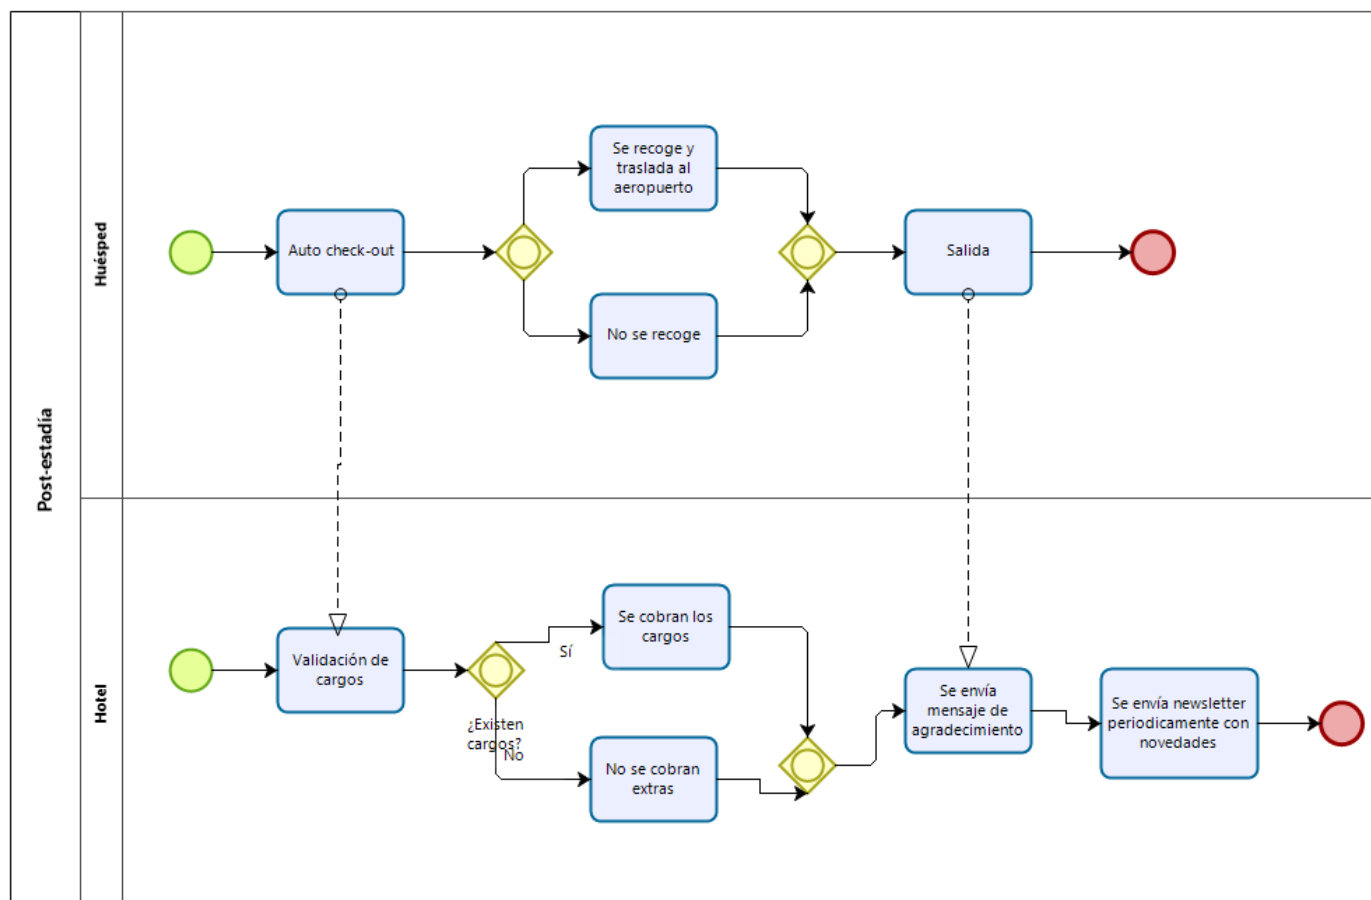 Post-estadía
Huésped
Auto check-out
Se recoge y
traslada al
aeropuerto
No se recoge
Salida
Hotel
Validación de
cargos
¿Existen
cargos?
Sí
No
Se cobran los
cargos
No se cobran
extras
Se envía
mensaje de
agradecimiento
Se envía newsletter
periodicamente con
novedades